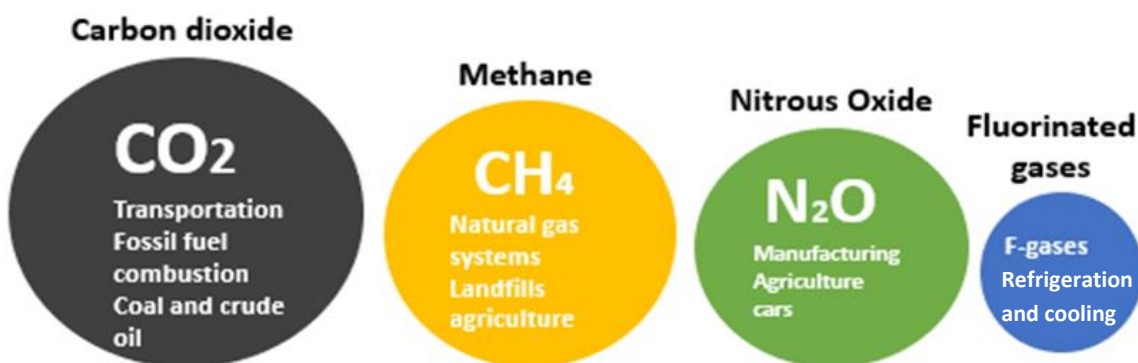 Carbon dioxide
CO₂
Transportation
Fossil fuel
combustion
Coal and crude
oil
Methane
CH₄
Natural gas
systems
Landfills
agriculture
Nitrous Oxide
N₂O
Manufacturing
Agriculture
cars
Fluorinated
gases
F-gases
Refrigeration
and cooling